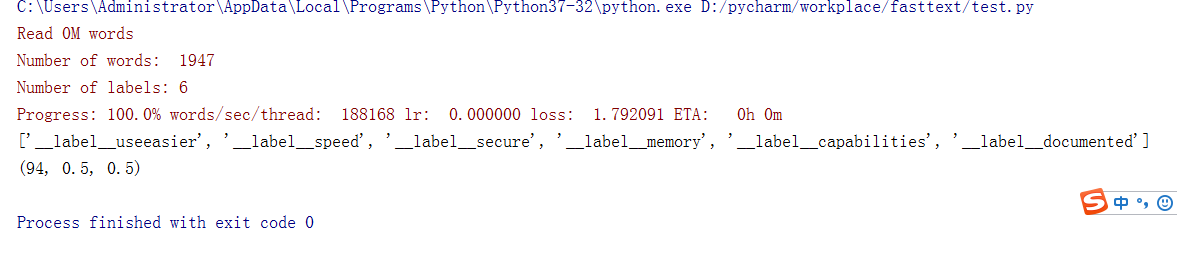 C:\Users\Administrator\AppData\Local\Programs\Python\Python37-32\python.exe D:/pycharm/workplace/fasttext/test.py
Read 0M words
Number of words:  1947
Number of labels: 6
Progress: 100.0% words/sec/thread:  188168 lr:  0.000000 loss:  1.792091 ETA:   0h 0m
['__label__useeasier', '__label__speed', '__label__secure', '__label__memory', '__label__capabilities', '__label__documented']
(94, 0.5, 0.5)
Process finished with exit code 0
S 中 °,